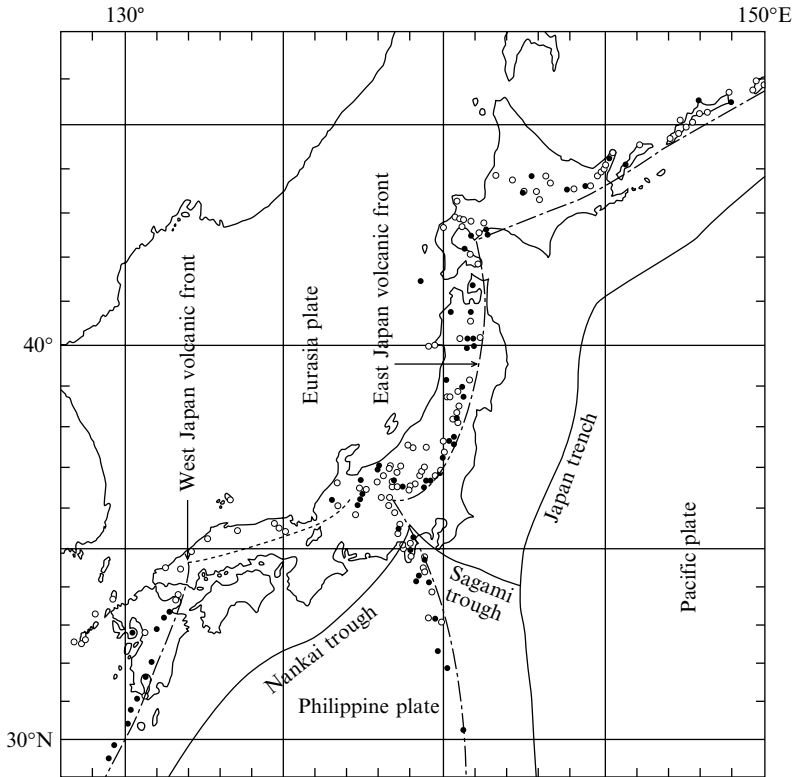 130°
150°E
West Japan volcanic front
Eurasia plate
East Japan volcanic front
40°
Japan trench
Pacific plate
Sagami
trough
Nankai trough
Philippine plate
30°N